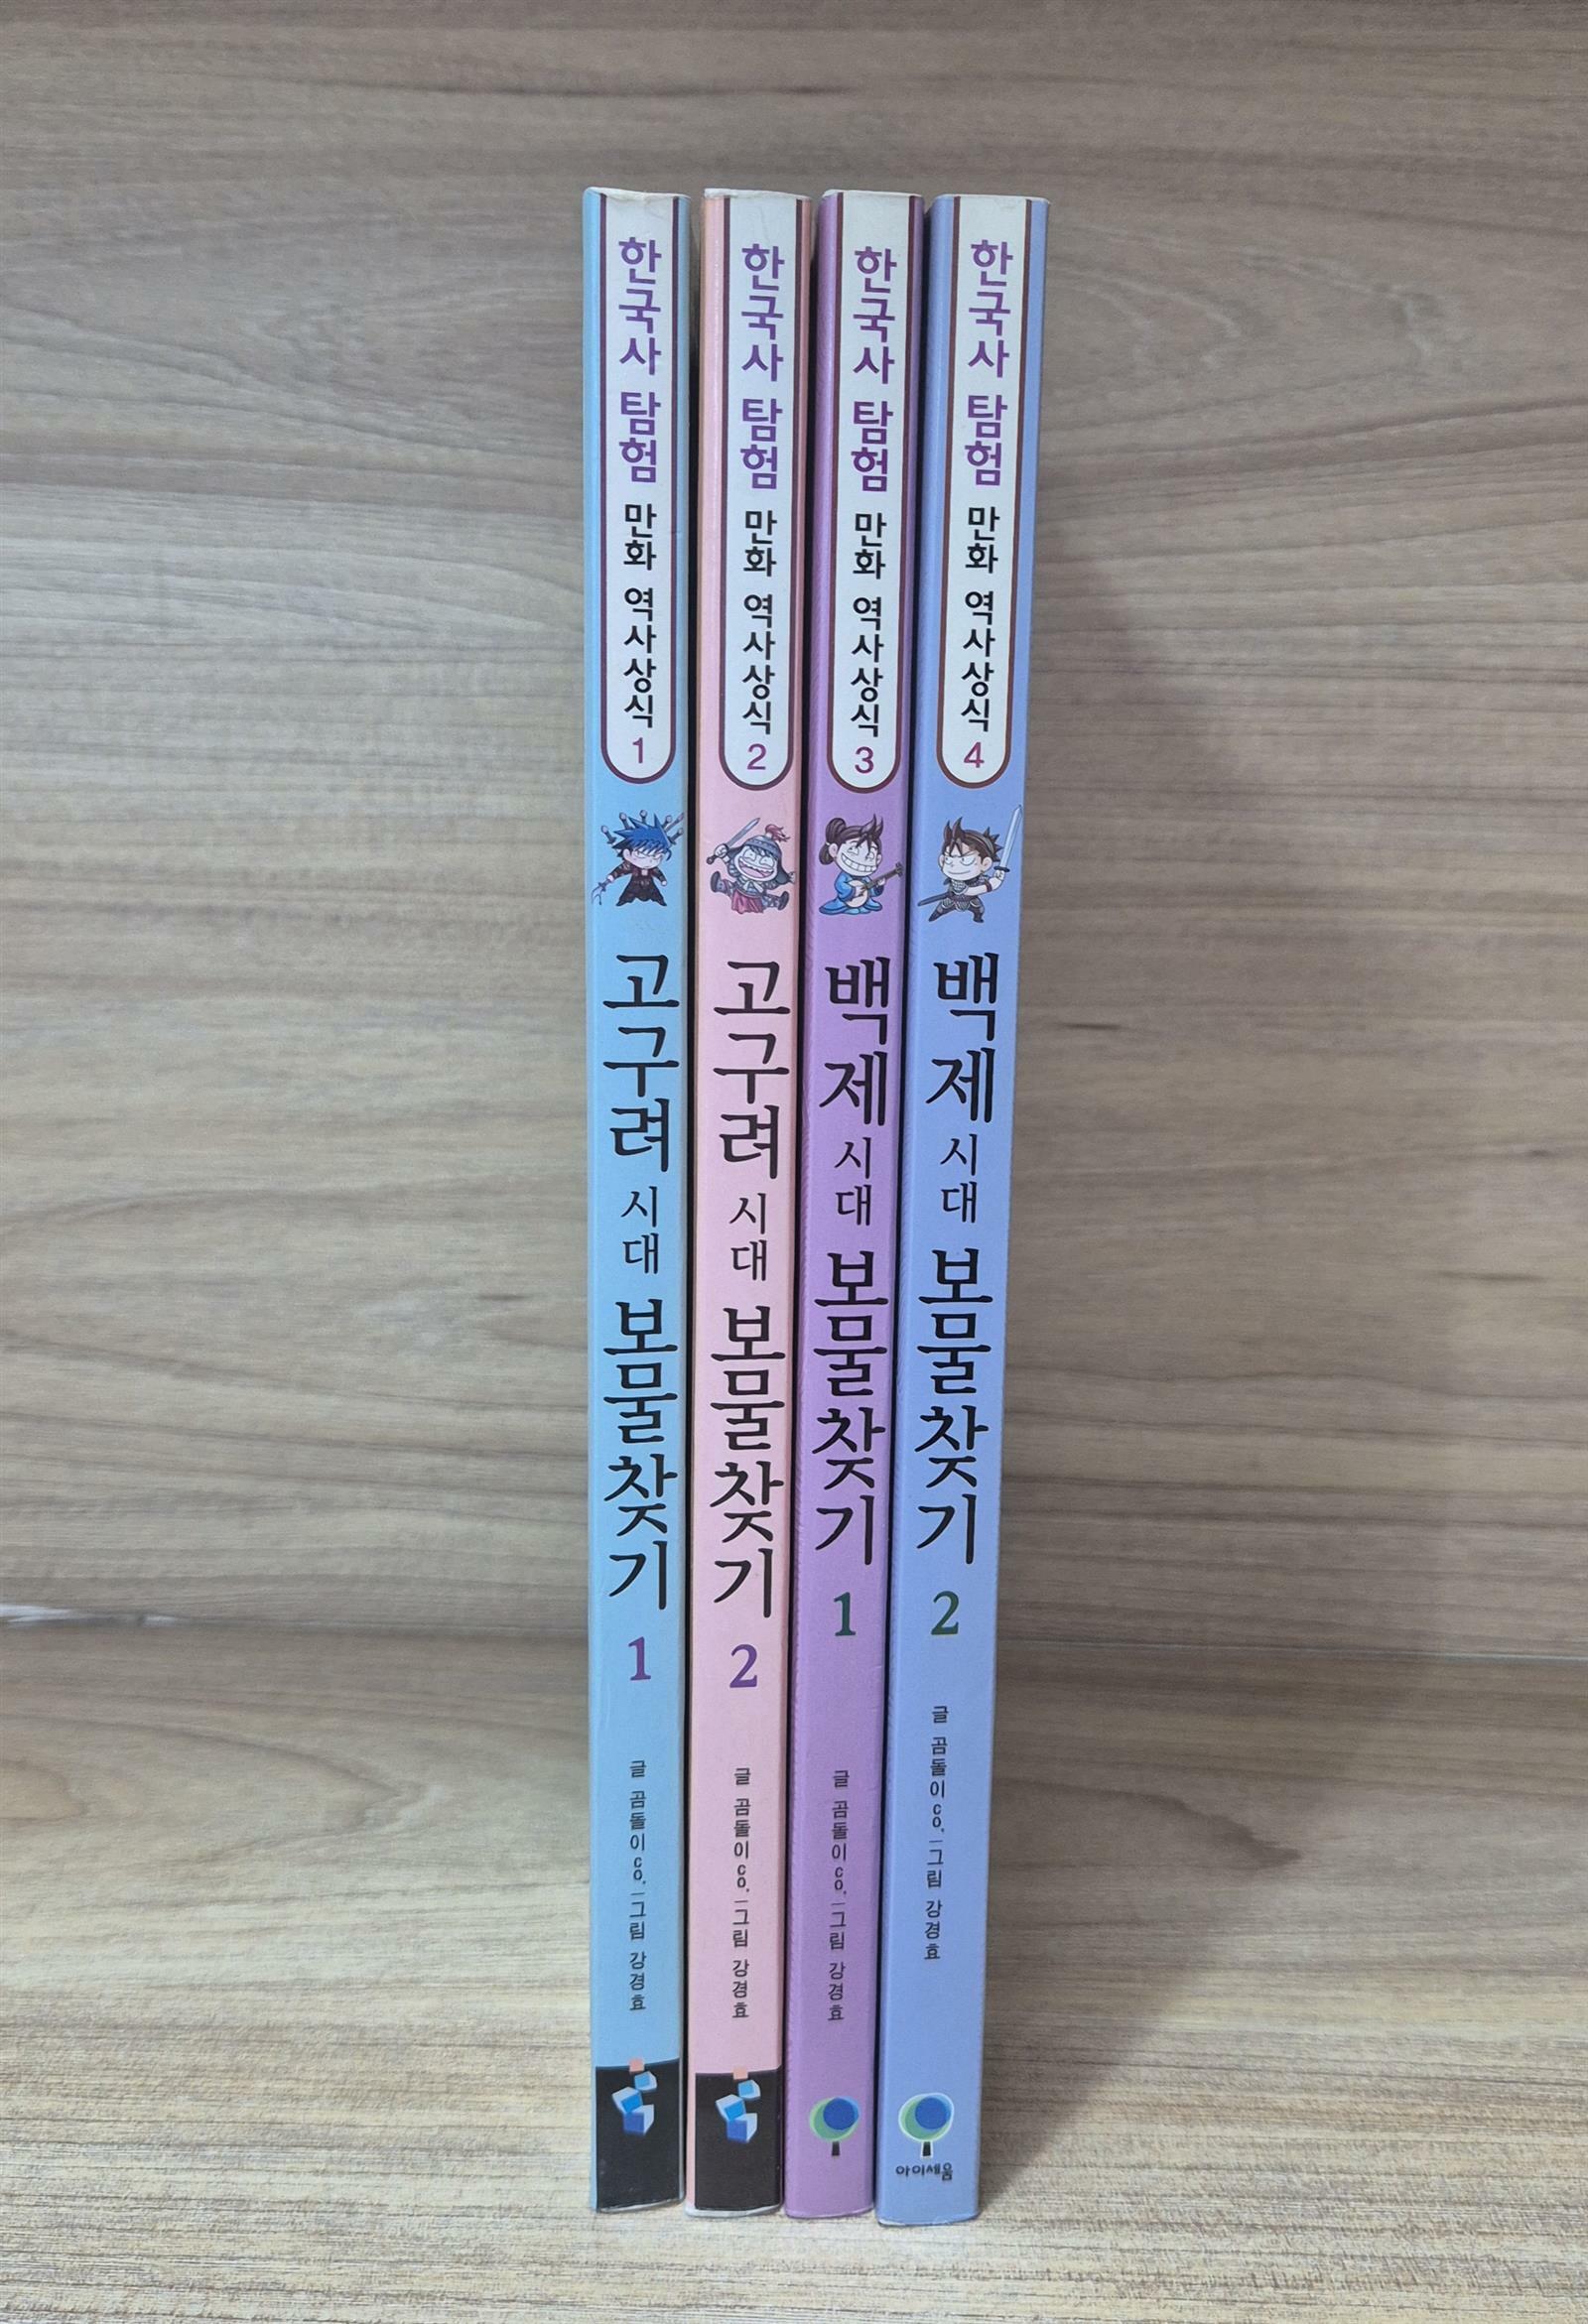 한국사 탐험 만화 역사상식 1
고구려 시대 보물찾기 1
글 곰돌이 co. | 그림 강경효
한국사 탐험 만화 역사상식 2
고구려 시대 보물찾기 2
글 곰돌이 co. | 그림 강경효
한국사 탐험 만화 역사상식 3
백제 시대 보물찾기 1
글 곰돌이 co. | 그림 강경효
한국사 탐험 만화 역사상식 4
백제 시대 보물찾기 2
글 곰돌이 co. | 그림 강경효
아이세움